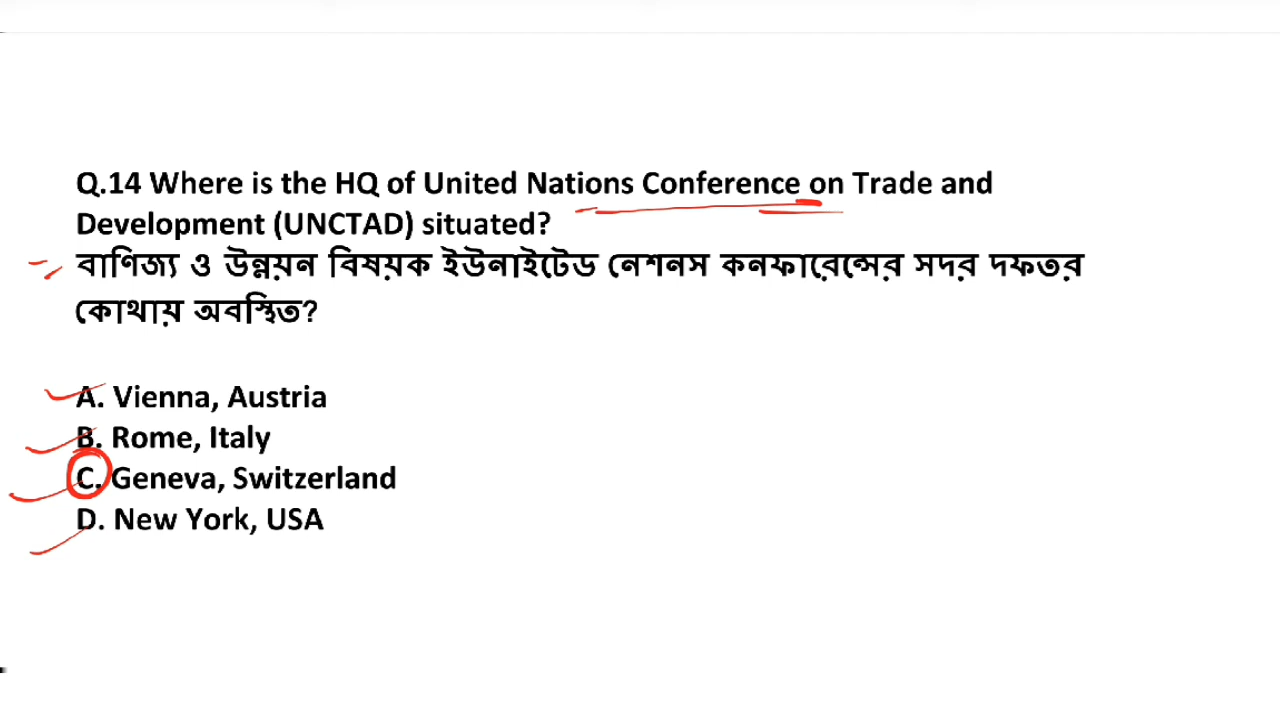 Q.14 Where is the HQ of United Nations Conference on Trade and
Development (UNCTAD) situated?
বাণিজ্য ও উন্নয়ন বিষয়ক ইউনাইটেড নেশনস কনফারেন্সের সদর দফতর
কোথায় অবস্থিত?
A. Vienna, Austria
B. Rome, Italy
C. Geneva, Switzerland
D. New York, USA